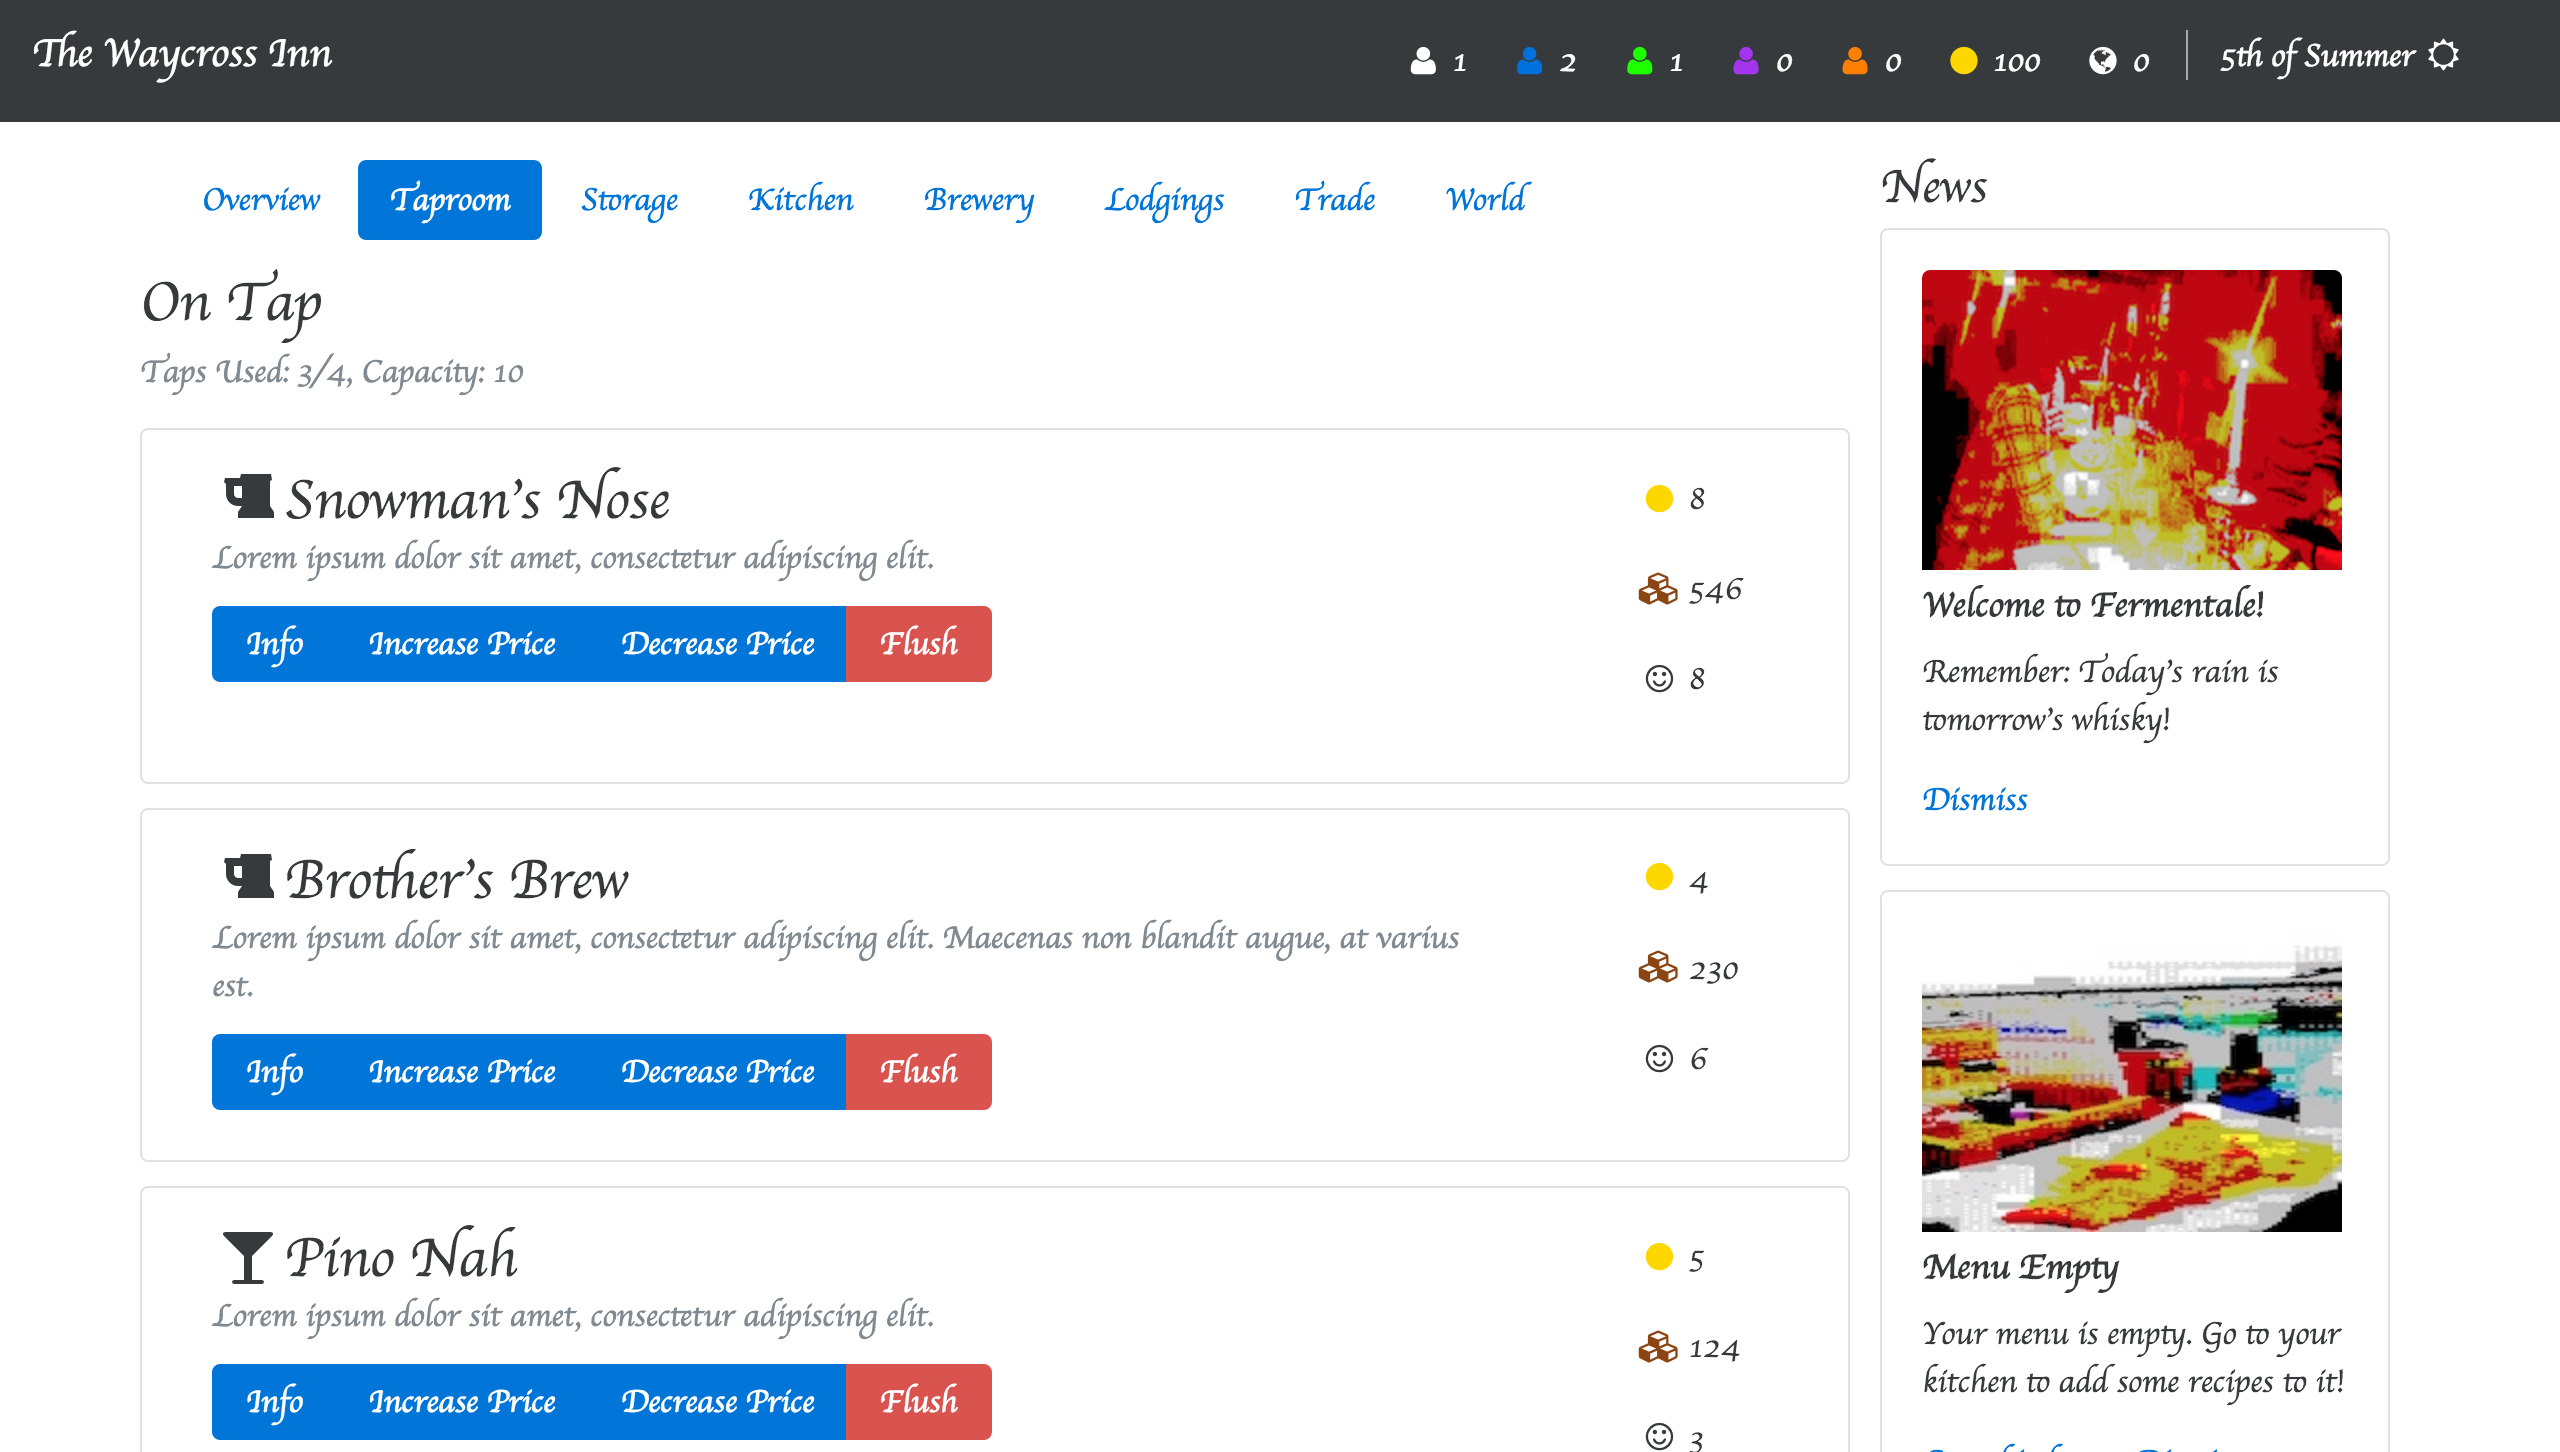 The Waycross Inn
1 2 1 0 0 100 0 5th of Summer
Overview Taproom Storage Kitchen Brewery Lodgings Trade World
On Tap
Taps Used: 3/4, Capacity: 10
Snowman's Nose
Lorem ipsum dolor sit amet, consectetur adipiscing elit.
Info Increase Price Decrease Price Flush
8
546
8
Brother's Brew
Lorem ipsum dolor sit amet, consectetur adipiscing elit. Maecenas non blandit augue, at varius
est.
Info Increase Price Decrease Price Flush
4
230
6
Pino Nah
Lorem ipsum dolor sit amet, consectetur adipiscing elit.
Info Increase Price Decrease Price Flush
5
124
3
News
Welcome to Fermentale!
Remember: Today's rain is
tomorrow's whisky!
Dismiss
Menu Empty
Your menu is empty. Go to your
kitchen to add some recipes to it!